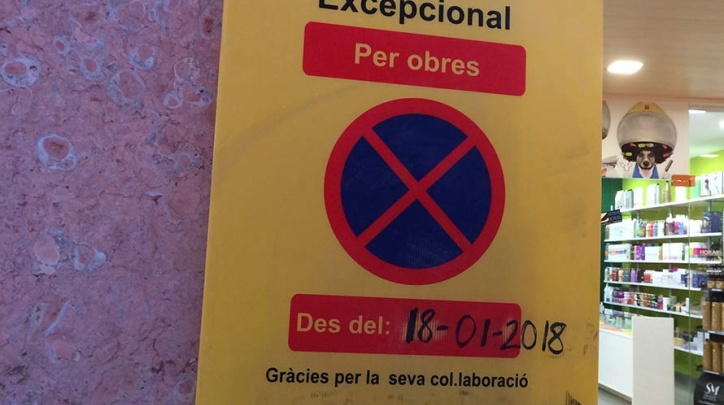 Excepcional
Per obres
Des del: 18-01-2018
Gràcies per la seva col.laboració